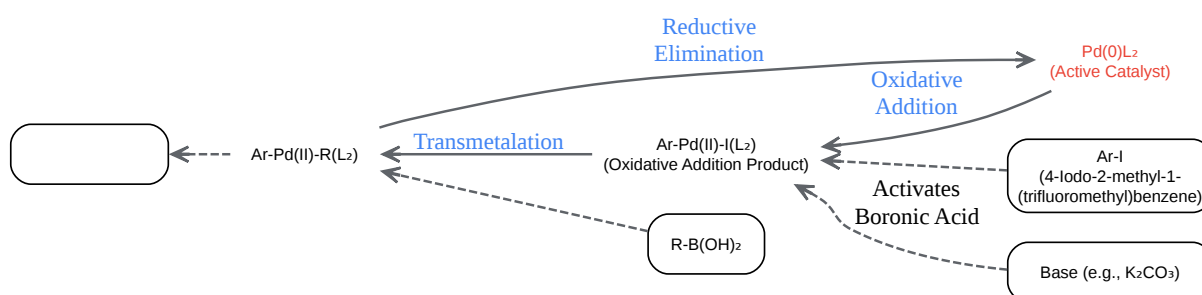 Reductive
Elimination
Pd(0)L₂
(Active Catalyst)
Oxidative
Addition
Transmetalation
Ar-Pd(II)-R(L₂)
Ar-Pd(II)-I(L₂)
(Oxidative Addition Product)
Ar-I
(4-Iodo-2-methyl-1-
(trifluoromethyl)benzene)
Activates
Boronic Acid
R-B(OH)₂
Base (e.g., K₂CO₃)